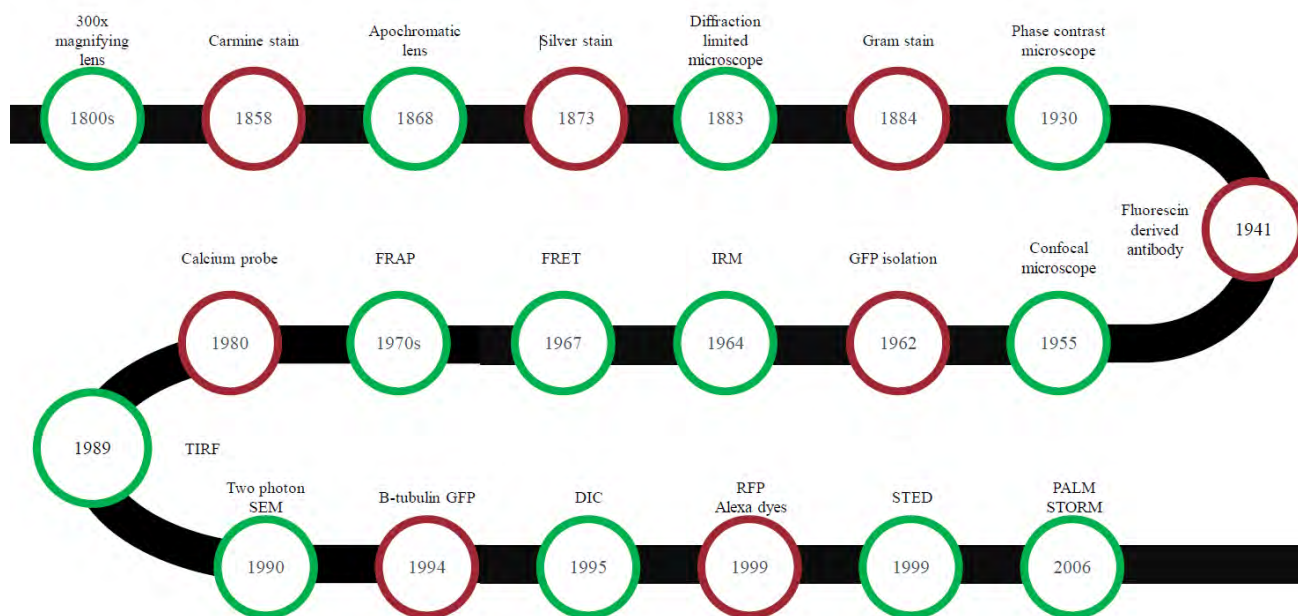 300x
magnifying
lens
Carmine stain
Apochromatic
lens
Silver stain
Diffraction
limited
microscope
Gram stain
Phase contrast
microscope
1800s
1858
1868
1873
1883
1884
1930
Fluorescin
derived
antibody
1941
Confocal
microscope
GFP isolation
IRM
FRET
FRAP
Calcium probe
1955
1962
1964
1967
1970s
1980
1989
TIRF
Two photon
SEM
B-tubulin GFP
DIC
RFP
Alexa dyes
STED
PALM
STORM
1990
1994
1995
1999
1999
2006